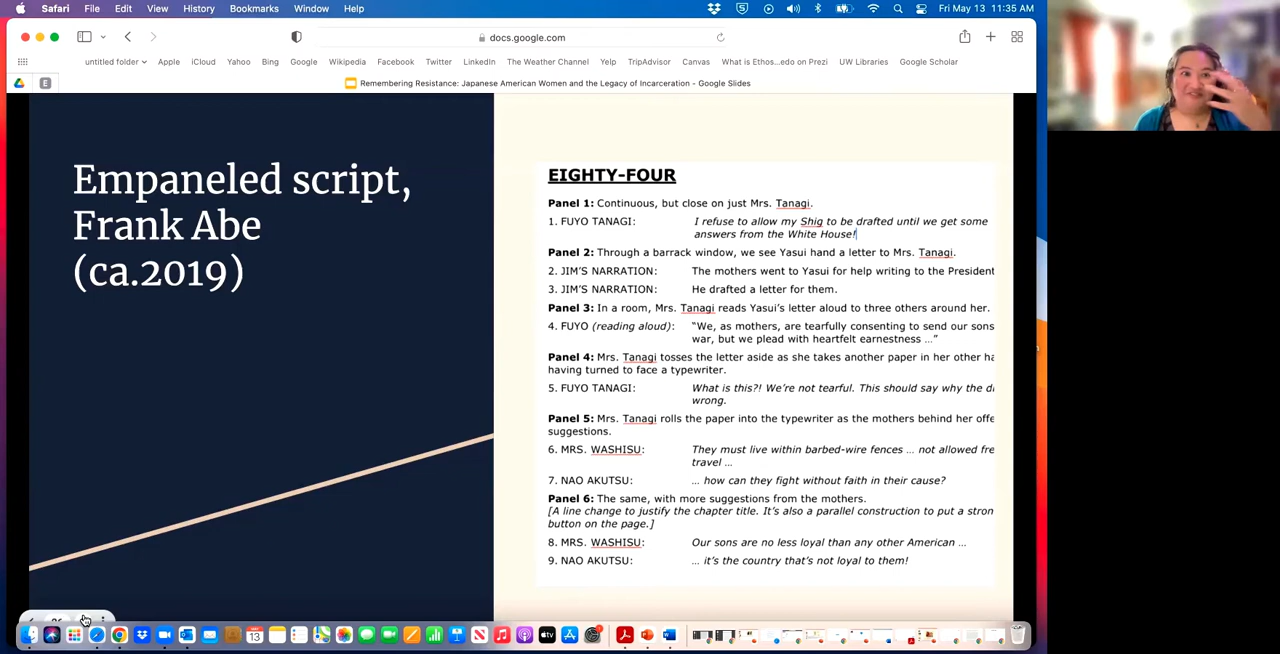 Safari File Edit View History Bookmarks Window Help Fri May 13 11:35 AM
docs.google.com
untitled folder Apple iCloud Yahoo Bing Google Wikipedia Facebook Twitter LinkedIn The Weather Channel Yelp TripAdvisor Canvas What is Ethos...edo on Prezi UW Libraries Google Scholar
E
Remembering Resistance: Japanese American Women and the Legacy of Incarceration - Google Slides
Empaneled script,
Frank Abe
(ca.2019)
EIGHTY-FOUR
Panel 1: Continuous, but close on just Mrs. Tanagi.
1. FUYO TANAGI: I refuse to allow my Shig to be drafted until we get some
answers from the White House!
Panel 2: Through a barrack window, we see Yasui hand a letter to Mrs. Tanagi.
2. JIM'S NARRATION: The mothers went to Yasui for help writing to the President
3. JIM'S NARRATION: He drafted a letter for them.
Panel 3: In a room, Mrs. Tanagi reads Yasui's letter aloud to three others around her.
4. FUYO (reading aloud): "We, as mothers, are tearfully consenting to send our sons
war, but we plead with heartfelt earnestness …"
Panel 4: Mrs. Tanagi tosses the letter aside as she takes another paper in her other ha
having turned to face a typewriter.
5. FUYO TANAGI: What is this?! We're not tearful. This should say why the d
wrong.
Panel 5: Mrs. Tanagi rolls the paper into the typewriter as the mothers behind her offe
suggestions.
6. MRS. WASHISU: They must live within barbed-wire fences … not allowed fre
travel …
7. NAO AKUTSU: … how can they fight without faith in their cause?
Panel 6: The same, with more suggestions from the mothers.
[A line change to justify the chapter title. It's also a parallel construction to put a stron
button on the page.]
8. MRS. WASHISU: Our sons are no less loyal than any other American …
9. NAO AKUTSU: … it's the country that's not loyal to them!
MAY
13
tv